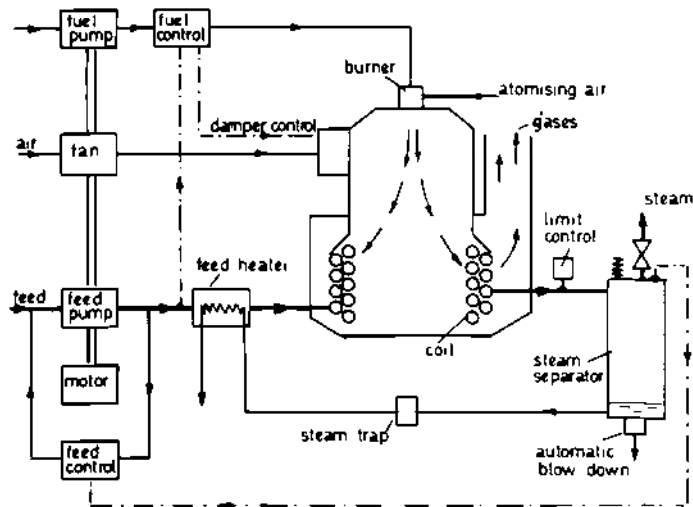 fuel
pump
fuel
control
burner
atomising air
gases
damper control
air
fan
steam
limit
control
feed heater
feed
feed
pump
coil
motor
steam
separator
steam trap
feed
control
automatic
blow down